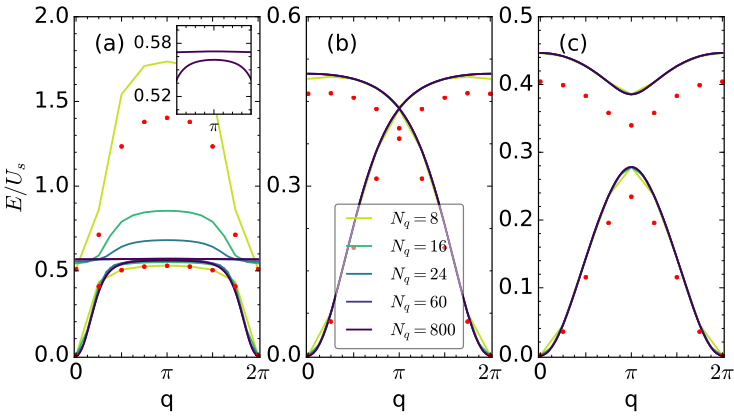 2.0
1.5
1.0
0.5
0.0
E/U_s
(a)
0.58
0.52
π
0
π
2π
q
0.6
0.3
0.0
(b)
N_q = 8
N_q = 16
N_q = 24
N_q = 60
N_q = 800
0
π
2π
q
0.5
0.4
0.3
0.2
0.1
0.0
(c)
0
π
2π
q